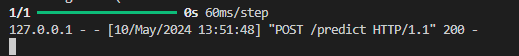 1/1 ━━━━━━━━━━━━━━━━━━━━ 0s 60ms/step
127.0.0.1 - - [10/May/2024 13:51:48] "POST /predict HTTP/1.1" 200 -